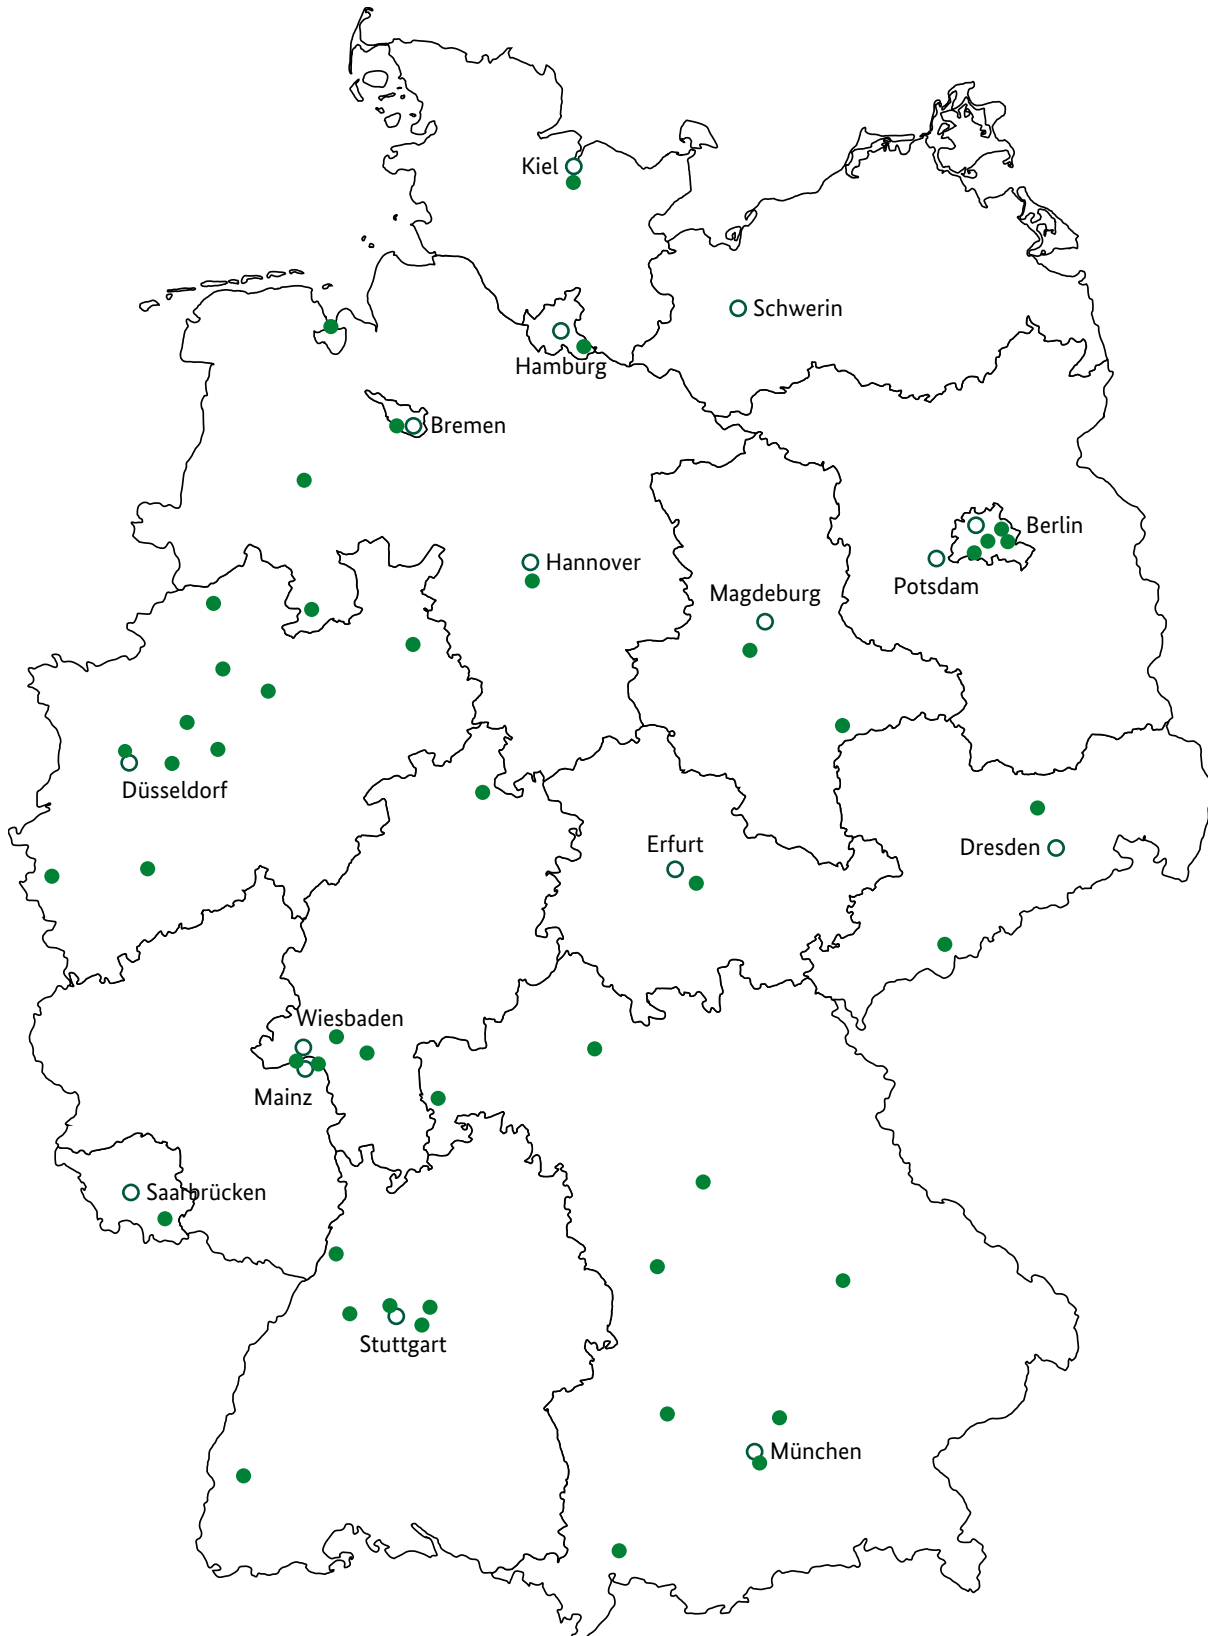 Kiel
Schwerin
Hamburg
Bremen
Berlin
Hannover
Potsdam
Magdeburg
Düsseldorf
Erfurt
Dresden
Wiesbaden
Mainz
Saarbrücken
Stuttgart
München